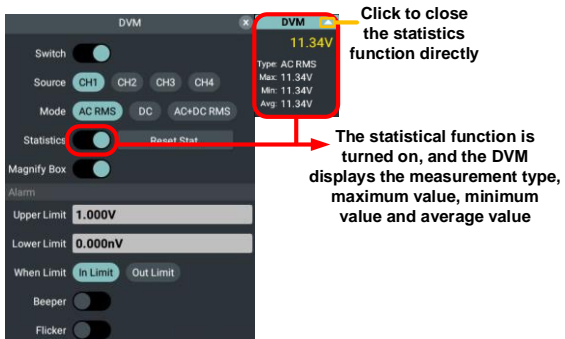 DVM
Switch
Source CH1 CH2 CH3 CH4
Mode AC RMS DC AC+DC RMS
Statistics Reset Stat
Magnify Box
Alarm
Upper Limit 1.000V
Lower Limit 0.000nV
When Limit In Limit Out Limit
Beeper
Flicker
DVM
11.34V
Type: AC RMS
Max: 11.34V
Min: 11.34V
Avg: 11.34V
Click to close
the statistics
function directly
The statistical function is
turned on, and the DVM
displays the measurement type,
maximum value, minimum
value and average value